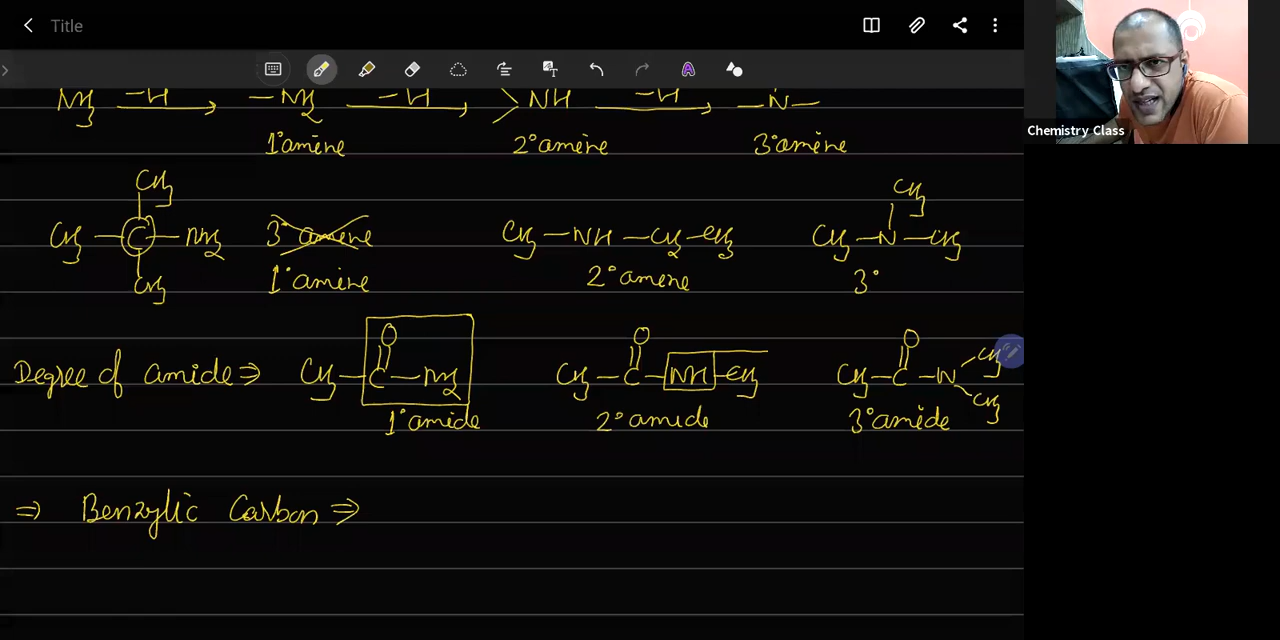 Title
NH3 —H→ —NH2 —H→ >NH —H→ —N—
1°amine 2°amine 3°amine
Chemistry Class
CH3 CH3
CH3 — C — NH2 3° amine CH3 — NH — CH2 — CH3 CH3 — N — CH3
CH3 1° amine 2° amine 3°
O O O
Degree of amide ⇒ CH3 — C — NH2 CH3 — C — NH — CH3 CH3 — C — N CH3 CH3
1° amide 2° amide 3° amide
⇒ Benzylic Carbon ⇒